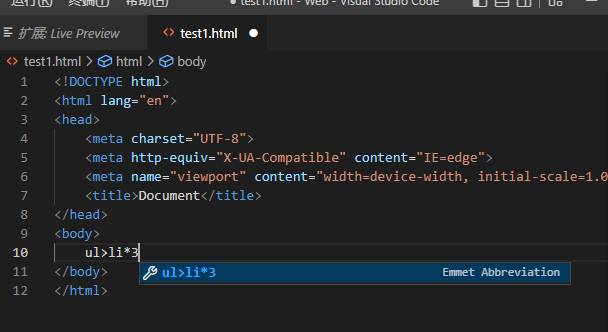 运行(R) 终端(T) 帮助(H) ● test1.html - Web - Visual Studio Code
扩展: Live Preview <> test1.html ●
<> test1.html > html > body
1 <!DOCTYPE html>
2 <html lang="en">
3 <head>
4 <meta charset="UTF-8">
5 <meta http-equiv="X-UA-Compatible" content="IE=edge">
6 <meta name="viewport" content="width=device-width, initial-scale=1.0
7 <title>Document</title>
8 </head>
9 <body>
10 ul>li*3
ul>li*3 Emmet Abbreviation
11 </body>
12 </html>